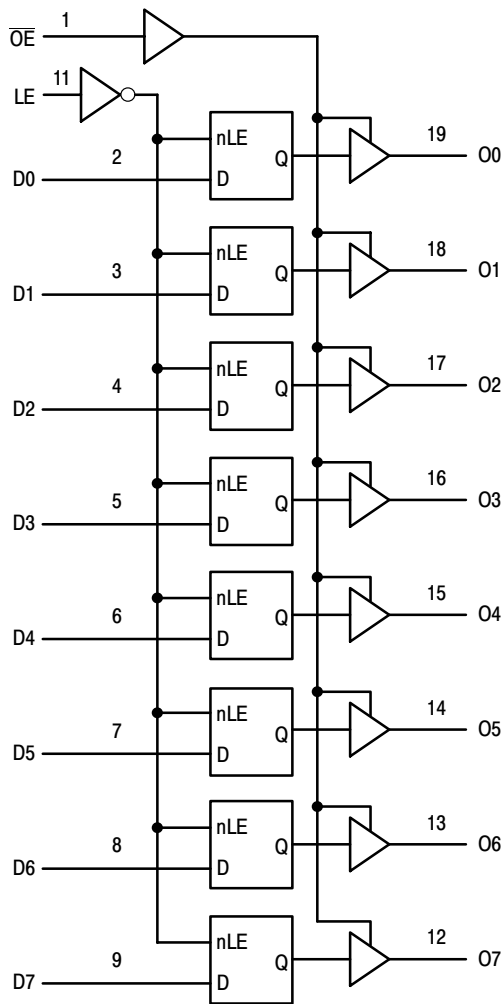 O̅E̅ 1
LE 11
nLE
D0 2 D Q 19 O0
nLE
D1 3 D Q 18 O1
nLE
D2 4 D Q 17 O2
nLE
D3 5 D Q 16 O3
nLE
D4 6 D Q 15 O4
nLE
D5 7 D Q 14 O5
nLE
D6 8 D Q 13 O6
nLE
D7 9 D Q 12 O7